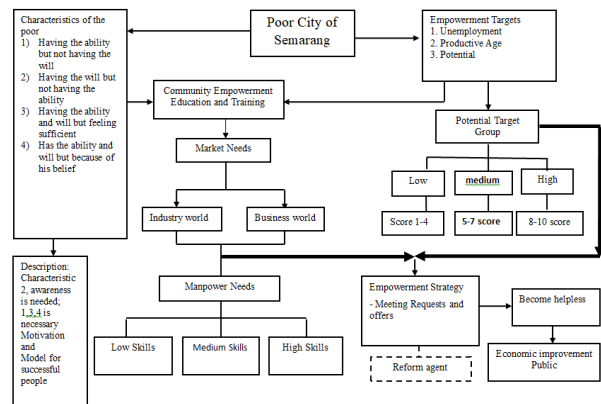 Characteristics of the
poor
1) Having the ability
but not having the
will
2) Having the will but
not having the
ability
3) Having the ability
and will but feeling
sufficient
4) Has the ability and
will but because of
his belief
Poor City of
Semarang
Empowerment Targets
1. Unemployment
2. Productive Age
3. Potential
Community Empowerment
Education and Training
Potential Target
Group
Market Needs
Low
medium
High
Industry world
Business world
Score 1-4
5-7 score
8-10 score
Description:
Characteristic
2, awareness
is needed;
1,3,4 is
necessary
Motivation
and
Model for
successful
people
Manpower Needs
Empowerment Strategy
- Meeting Requests and
offers
Become helpless
Low Skills
Medium Skills
High Skills
Reform agent
Economic improvement
Public